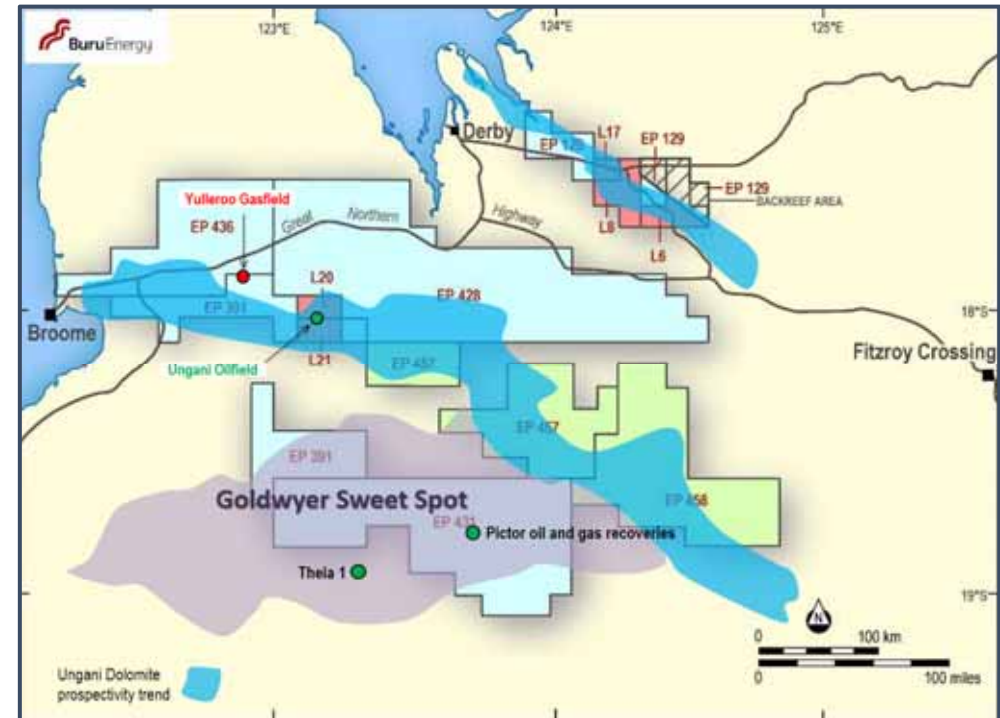 BuruEnergy
123°E
124°E
125°E
Derby
L17
EP 129
EP 129
EP 129
BACKREEF AREA
L8
L6
Yulleroo Gasfield
EP 436
Great Northern Highway
L20
EP 391
EP 428
18°S
Broome
L21
Fitzroy Crossing
Ungani Oilfield
EP 457
EP 391
Goldwyer Sweet Spot
EP 458
EP 431
Pictor oil and gas recoveries
Theia 1
19°S
N
0 100 km
0 100 miles
Ungani Dolomite
prospectivity trend